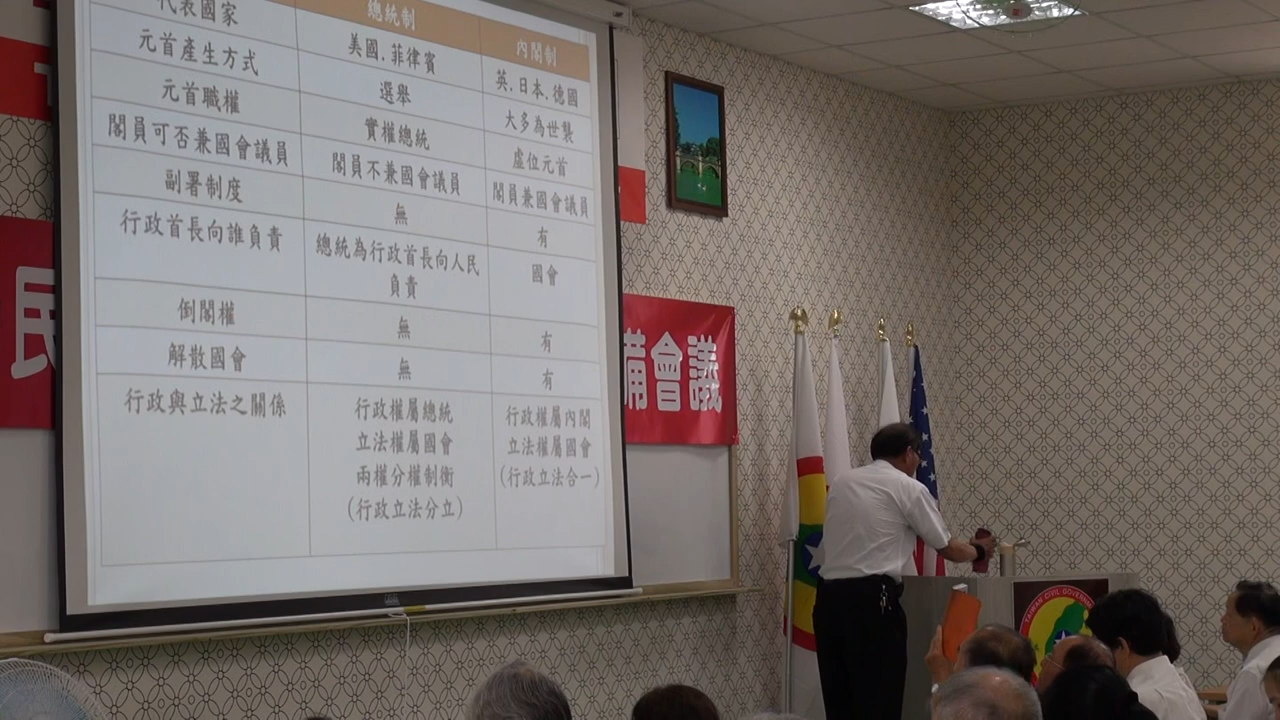 總統制 內閣制
代表國家 美國.菲律賓 英.日本.德國
元首產生方式 選舉 大多為世襲
元首職權 實權總統 虛位元首
閣員可否兼國會議員 閣員不兼國會議員 閣員兼國會議員
副署制度 無 有
行政首長向誰負責 總統為行政首長向人民 國會
負責
倒閣權 無 有
解散國會 無 有
行政與立法之關係 行政權屬總統 行政權屬內閣
立法權屬國會 立法權屬國會
兩權分權制衡 (行政立法合一)
(行政立法分立)
民
備會議
TAIWAN CIVIL GOVERNM